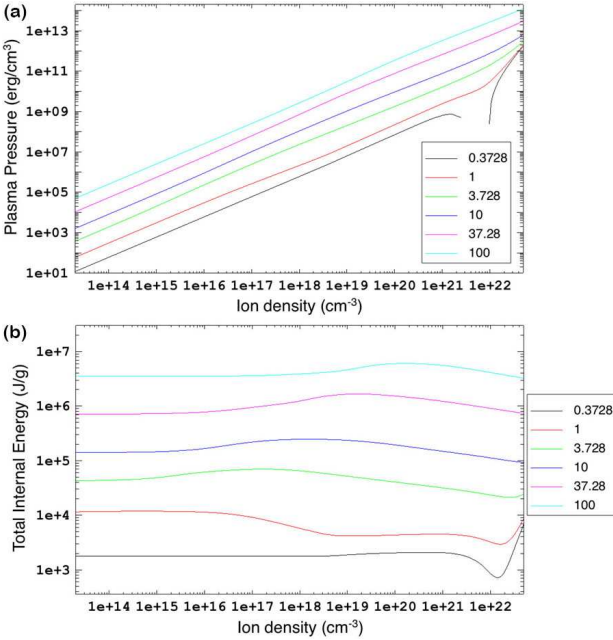 (a)
Plasma Pressure (erg/cm³)
1e+13
1e+11
1e+09
1e+07
1e+05
1e+03
1e+01
0.3728
1
3.728
10
37.28
100
1e+14 1e+15 1e+16 1e+17 1e+18 1e+19 1e+20 1e+21 1e+22
Ion density (cm⁻³)
(b)
Total Internal Energy (J/g)
1e+7
1e+6
1e+5
1e+4
1e+3
0.3728
1
3.728
10
37.28
100
1e+14 1e+15 1e+16 1e+17 1e+18 1e+19 1e+20 1e+21 1e+22
Ion density (cm⁻³)